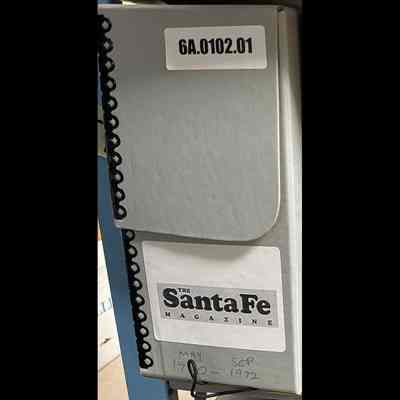 6A.0102.01
THE
Santa Fe
MAGAZINE
MAY SEP
- 1972